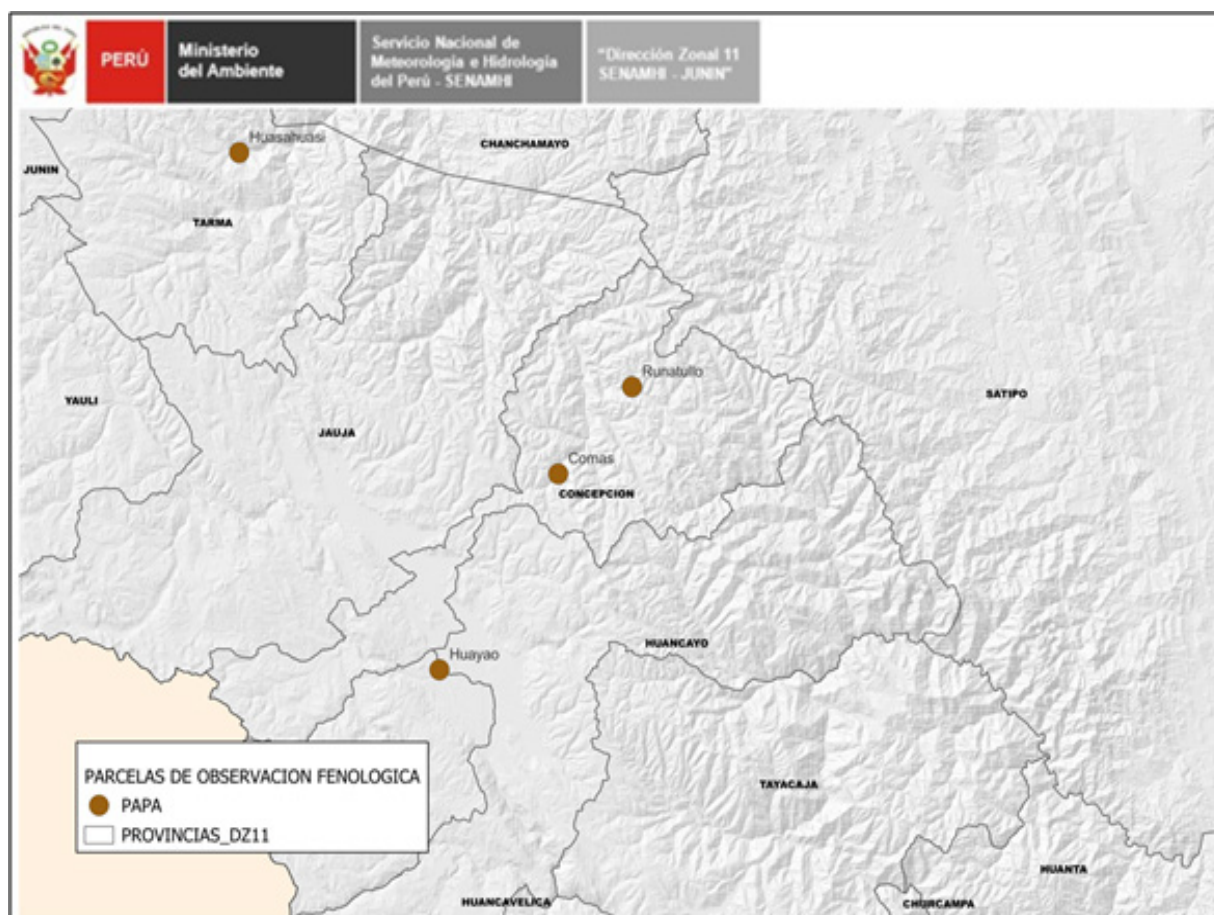 PERÚ
Ministerio
del Ambiente
Servicio Nacional de
Meteorología e Hidrología
del Perú - SENAMHI
"Dirección Zonal 11
SENAMHI - JUNIN"
Huasahuasi
CHANCHAMAYO
JUNIN
TARMA
Runatullo
YAULI
SATIPO
JAUJA
Comas
CONCEPCION
HUANCAYO
Huayao
PARCELAS DE OBSERVACION FENOLOGICA
PAPA
PROVINCIAS_DZ11
TAYACAJA
HUANTA
HUANCAVELICA
CHURCAMPA